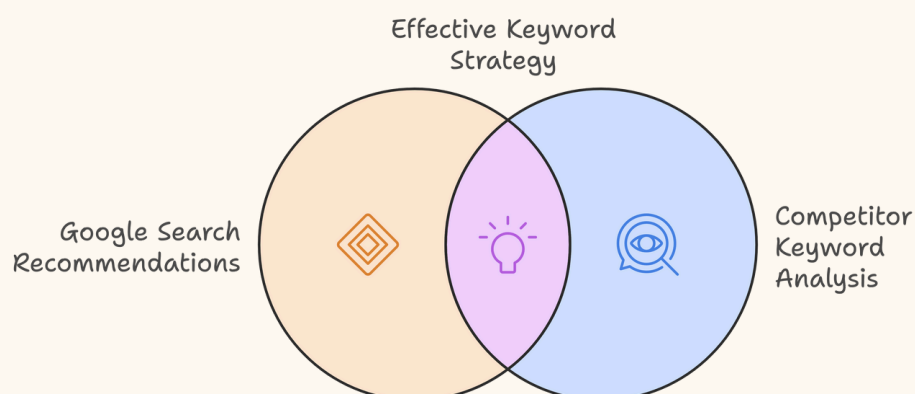 Effective Keyword
Strategy
Google Search
Recommendations
Competitor
Keyword
Analysis